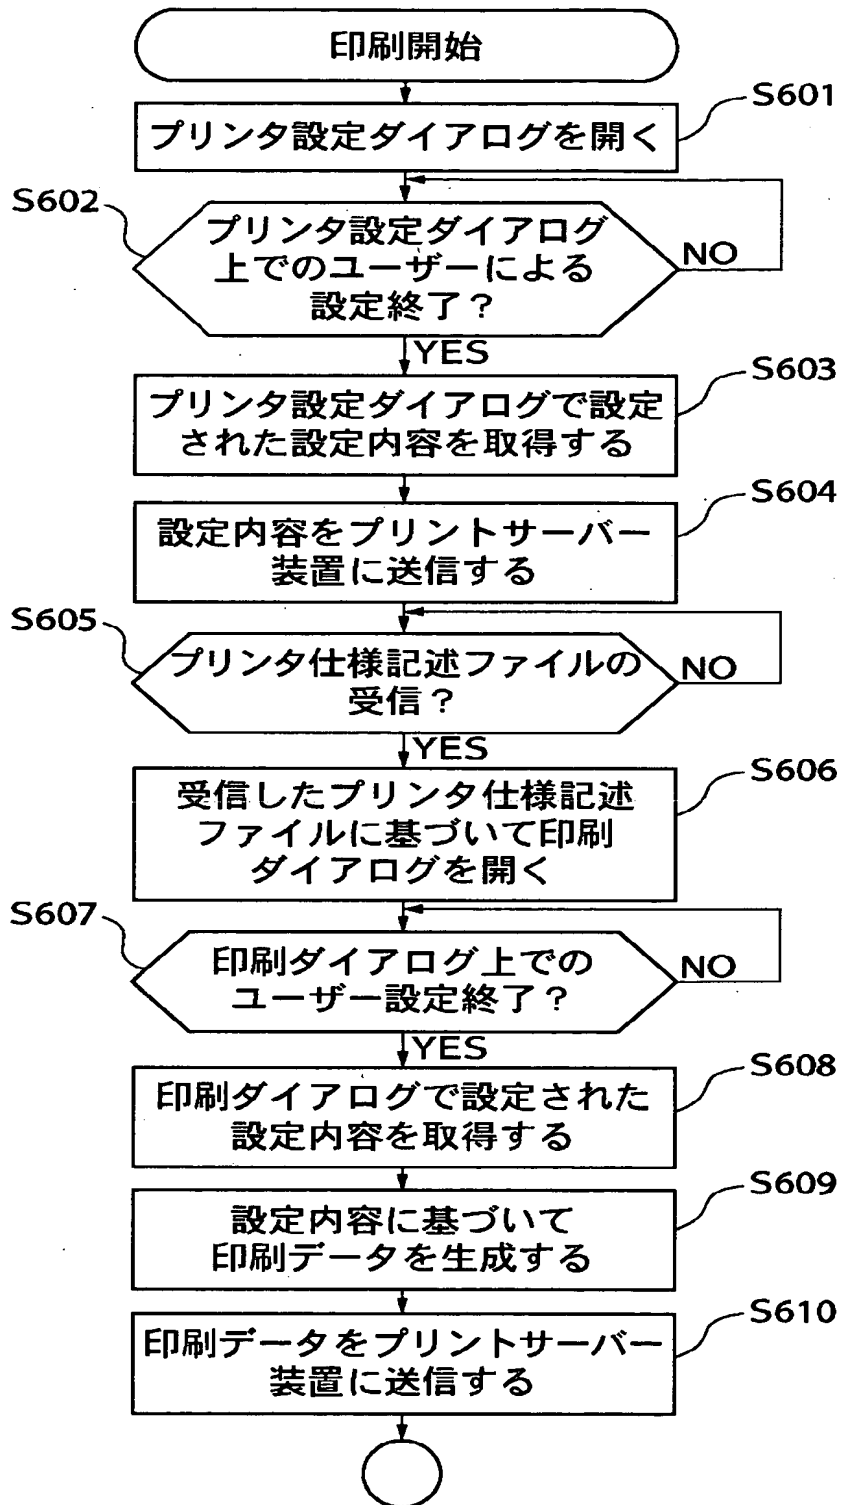 印刷開始
S601
プリンタ設定ダイアログを開く
S602
プリンタ設定ダイアログ
上でのユーザーによる
設定終了？
NO
YES
S603
プリンタ設定ダイアログで設定
された設定内容を取得する
S604
設定内容をプリントサーバー
装置に送信する
S605
プリンタ仕様記述ファイルの
受信？
NO
YES
S606
受信したプリンタ仕様記述
ファイルに基づいて印刷
ダイアログを開く
S607
印刷ダイアログ上での
ユーザー設定終了？
NO
YES
S608
印刷ダイアログで設定された
設定内容を取得する
S609
設定内容に基づいて
印刷データを生成する
S610
印刷データをプリントサーバー
装置に送信する